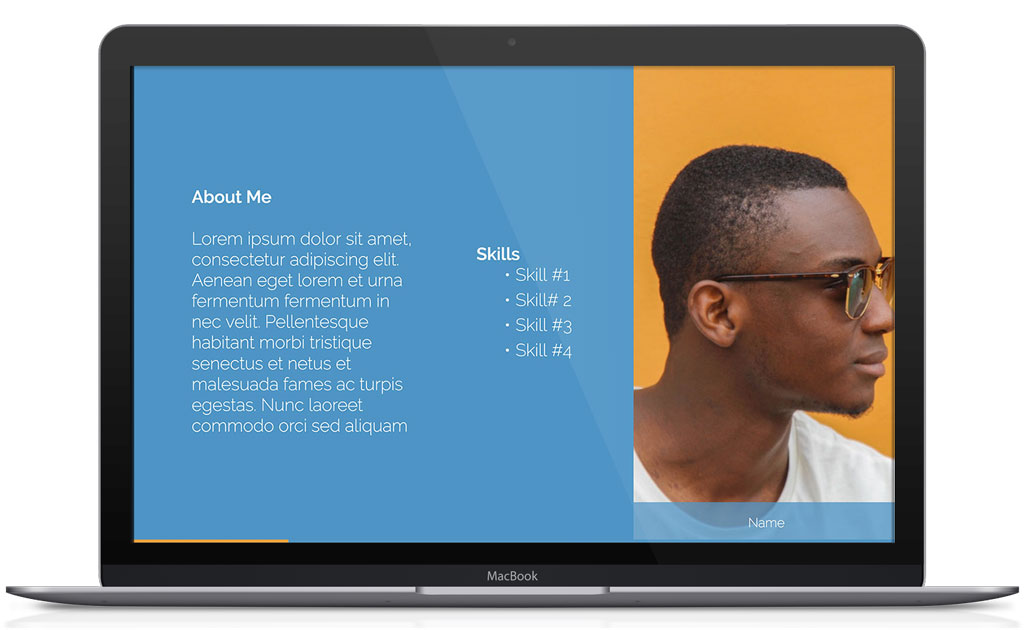 About Me
Lorem ipsum dolor sit amet,
consectetur adipiscing elit.
Aenean eget lorem et urna
fermentum fermentum in
nec velit. Pellentesque
habitant morbi tristique
senectus et netus et
malesuada fames ac turpis
egestas. Nunc laoreet
commodo orci sed aliquam
Skills
• Skill #1
• Skill# 2
• Skill #3
• Skill #4
Name
MacBook